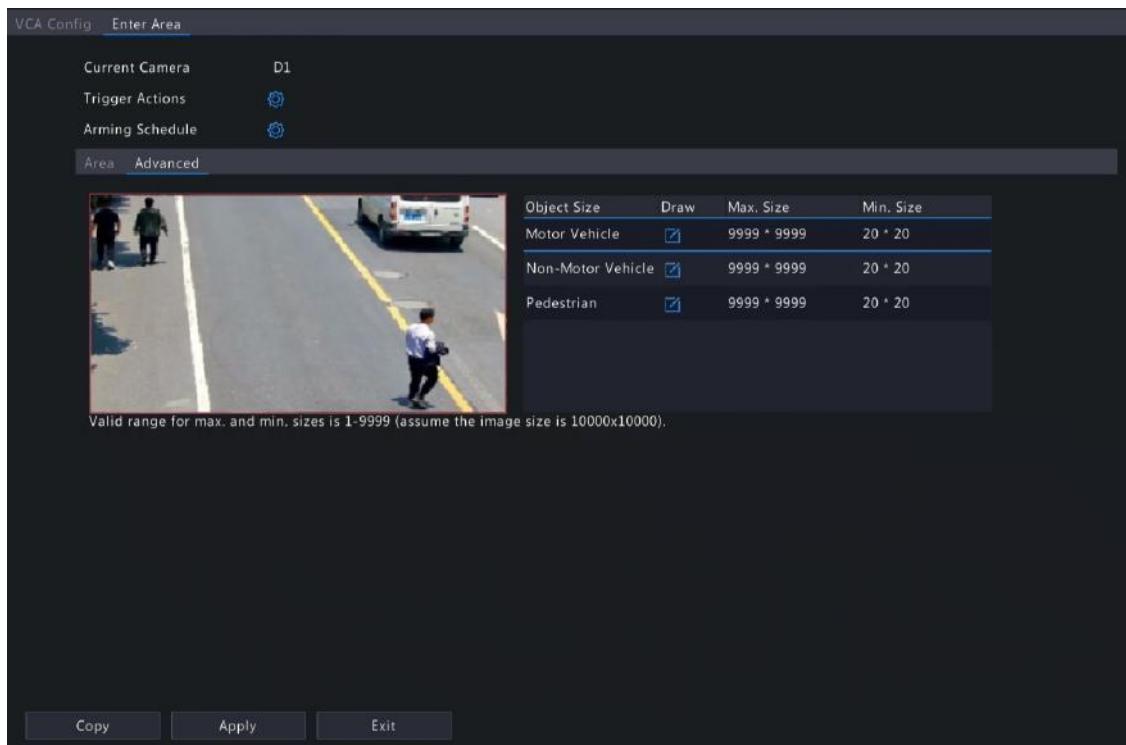 VCA Config Enter Area
Current Camera D1
Trigger Actions
Arming Schedule
Area Advanced
Object Size Draw Max. Size Min. Size
Motor Vehicle 9999 * 9999 20 * 20
Non-Motor Vehicle 9999 * 9999 20 * 20
Pedestrian 9999 * 9999 20 * 20
Valid range for max. and min. sizes is 1-9999 (assume the image size is 10000x10000).
Copy Apply Exit